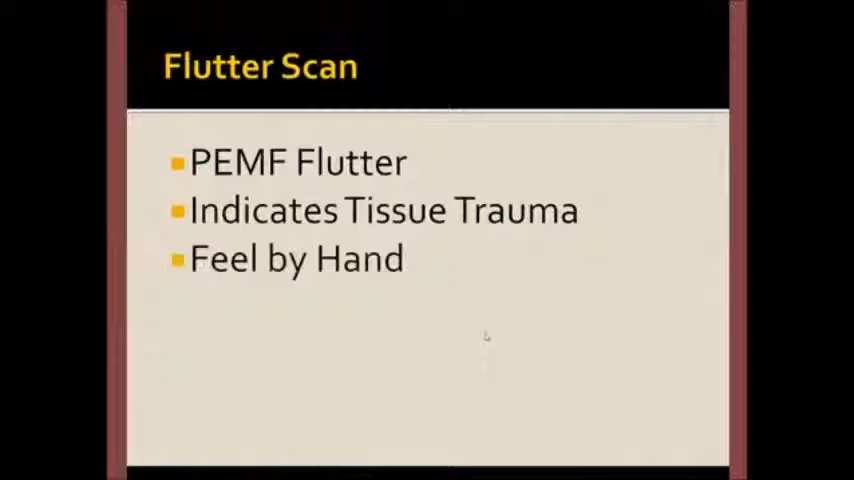 Flutter Scan
PEMF Flutter
Indicates Tissue Trauma
Feel by Hand